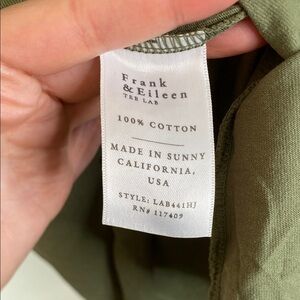 Frank
& Eileen
TEE LAB
100% COTTON
MADE IN SUNNY
CALIFORNIA,
USA
STYLE: LAB441HJ
RN# 117409